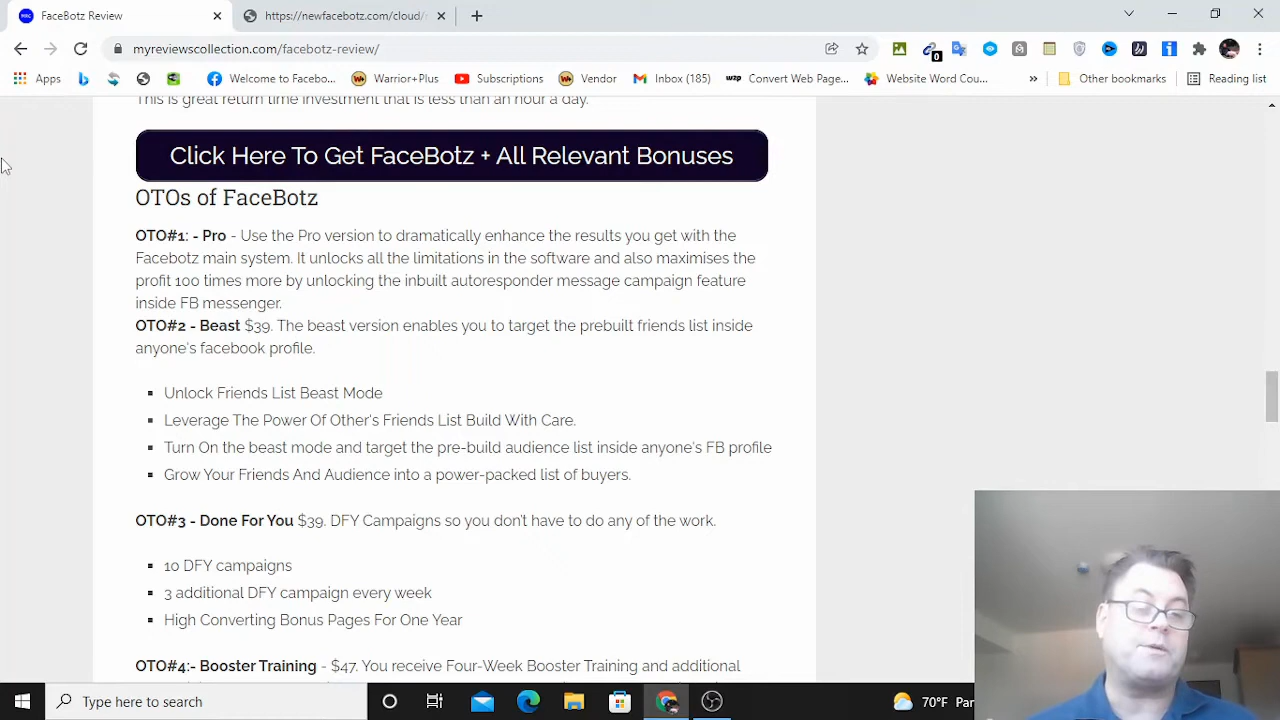 MRC
FaceBotz Review
https://newfacebotz.com/cloud/
myreviewscollection.com/facebotz-review/
0
Apps
Welcome to Facebo...
Warrior+Plus
Subscriptions
Vendor
Inbox (185)
wzp
Convert Web Page...
Website Word Cou...
»
Other bookmarks
Reading list
This is great return time investment that is less than an hour a day.
Click Here To Get FaceBotz + All Relevant Bonuses
OTOs of FaceBotz
OTO#1: - Pro - Use the Pro version to dramatically enhance the results you get with the
Facebotz main system. It unlocks all the limitations in the software and also maximises the
profit 100 times more by unlocking the inbuilt autoresponder message campaign feature
inside FB messenger.
OTO#2 - Beast $39. The beast version enables you to target the prebuilt friends list inside
anyone's facebook profile.
Unlock Friends List Beast Mode
Leverage The Power Of Other's Friends List Build With Care.
Turn On the beast mode and target the pre-build audience list inside anyone's FB profile
Grow Your Friends And Audience into a power-packed list of buyers.
OTO#3 - Done For You $39. DFY Campaigns so you don't have to do any of the work.
10 DFY campaigns
3 additional DFY campaign every week
High Converting Bonus Pages For One Year
OTO#4:- Booster Training - $47. You receive Four-Week Booster Training and additional
Type here to search
70°F Par